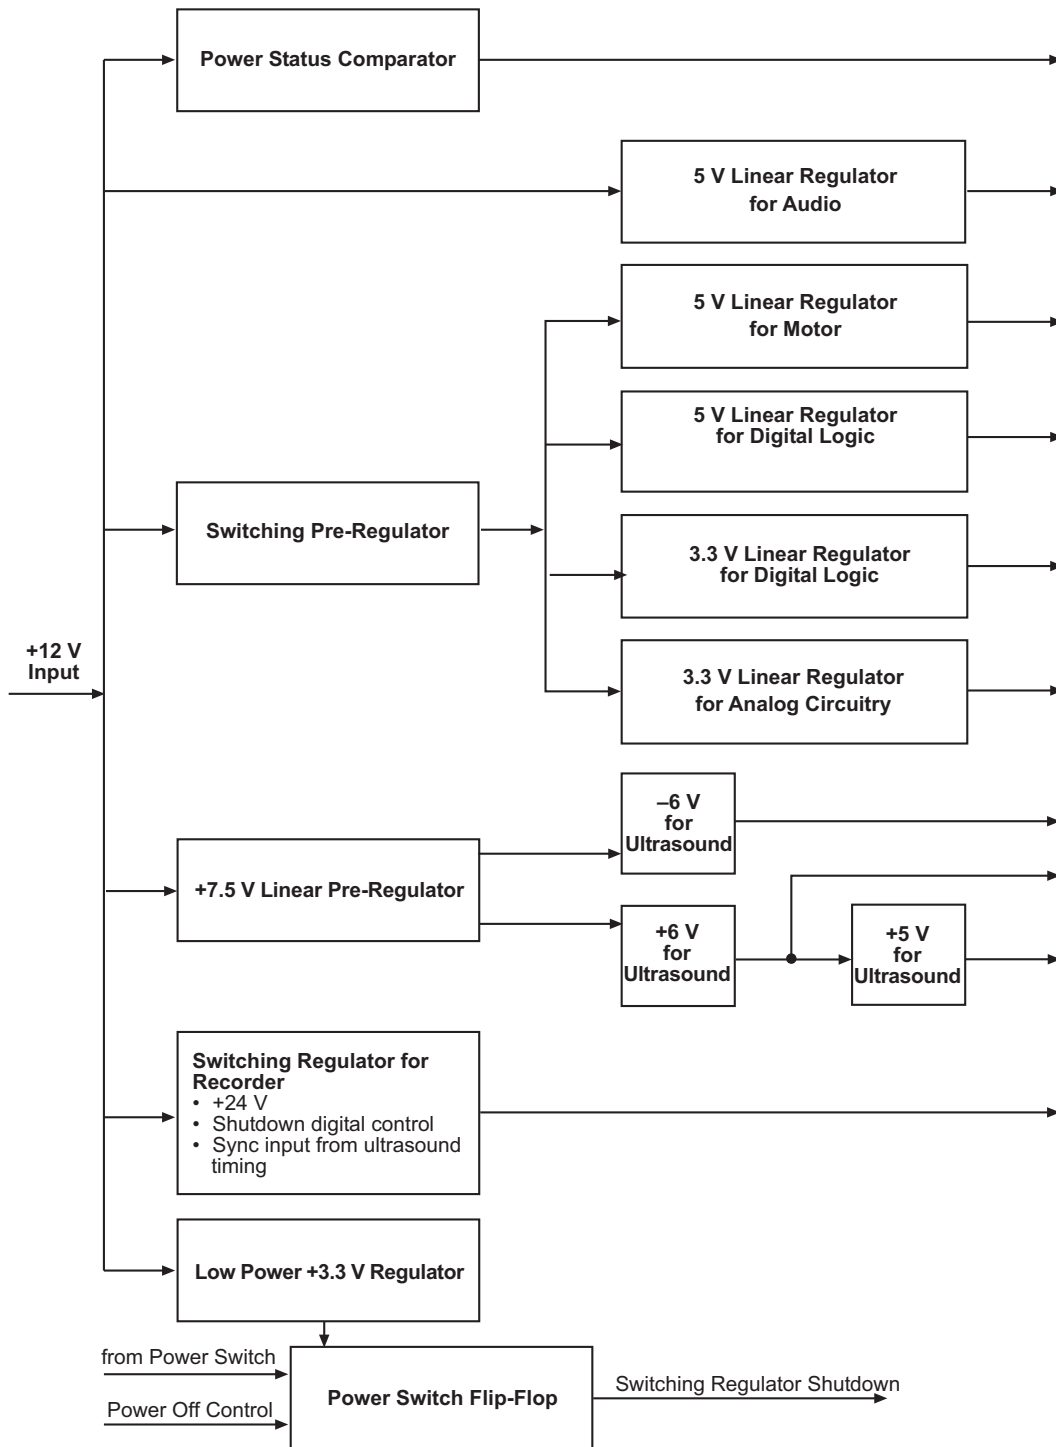 Power Status Comparator
5 V Linear Regulator
for Audio
5 V Linear Regulator
for Motor
5 V Linear Regulator
for Digital Logic
Switching Pre-Regulator
3.3 V Linear Regulator
for Digital Logic
+12 V
Input
3.3 V Linear Regulator
for Analog Circuitry
–6 V
for
Ultrasound
+7.5 V Linear Pre-Regulator
+6 V
for
Ultrasound
+5 V
for
Ultrasound
Switching Regulator for
Recorder
• +24 V
• Shutdown digital control
• Sync input from ultrasound
timing
Low Power +3.3 V Regulator
from Power Switch
Power Off Control
Power Switch Flip-Flop
Switching Regulator Shutdown